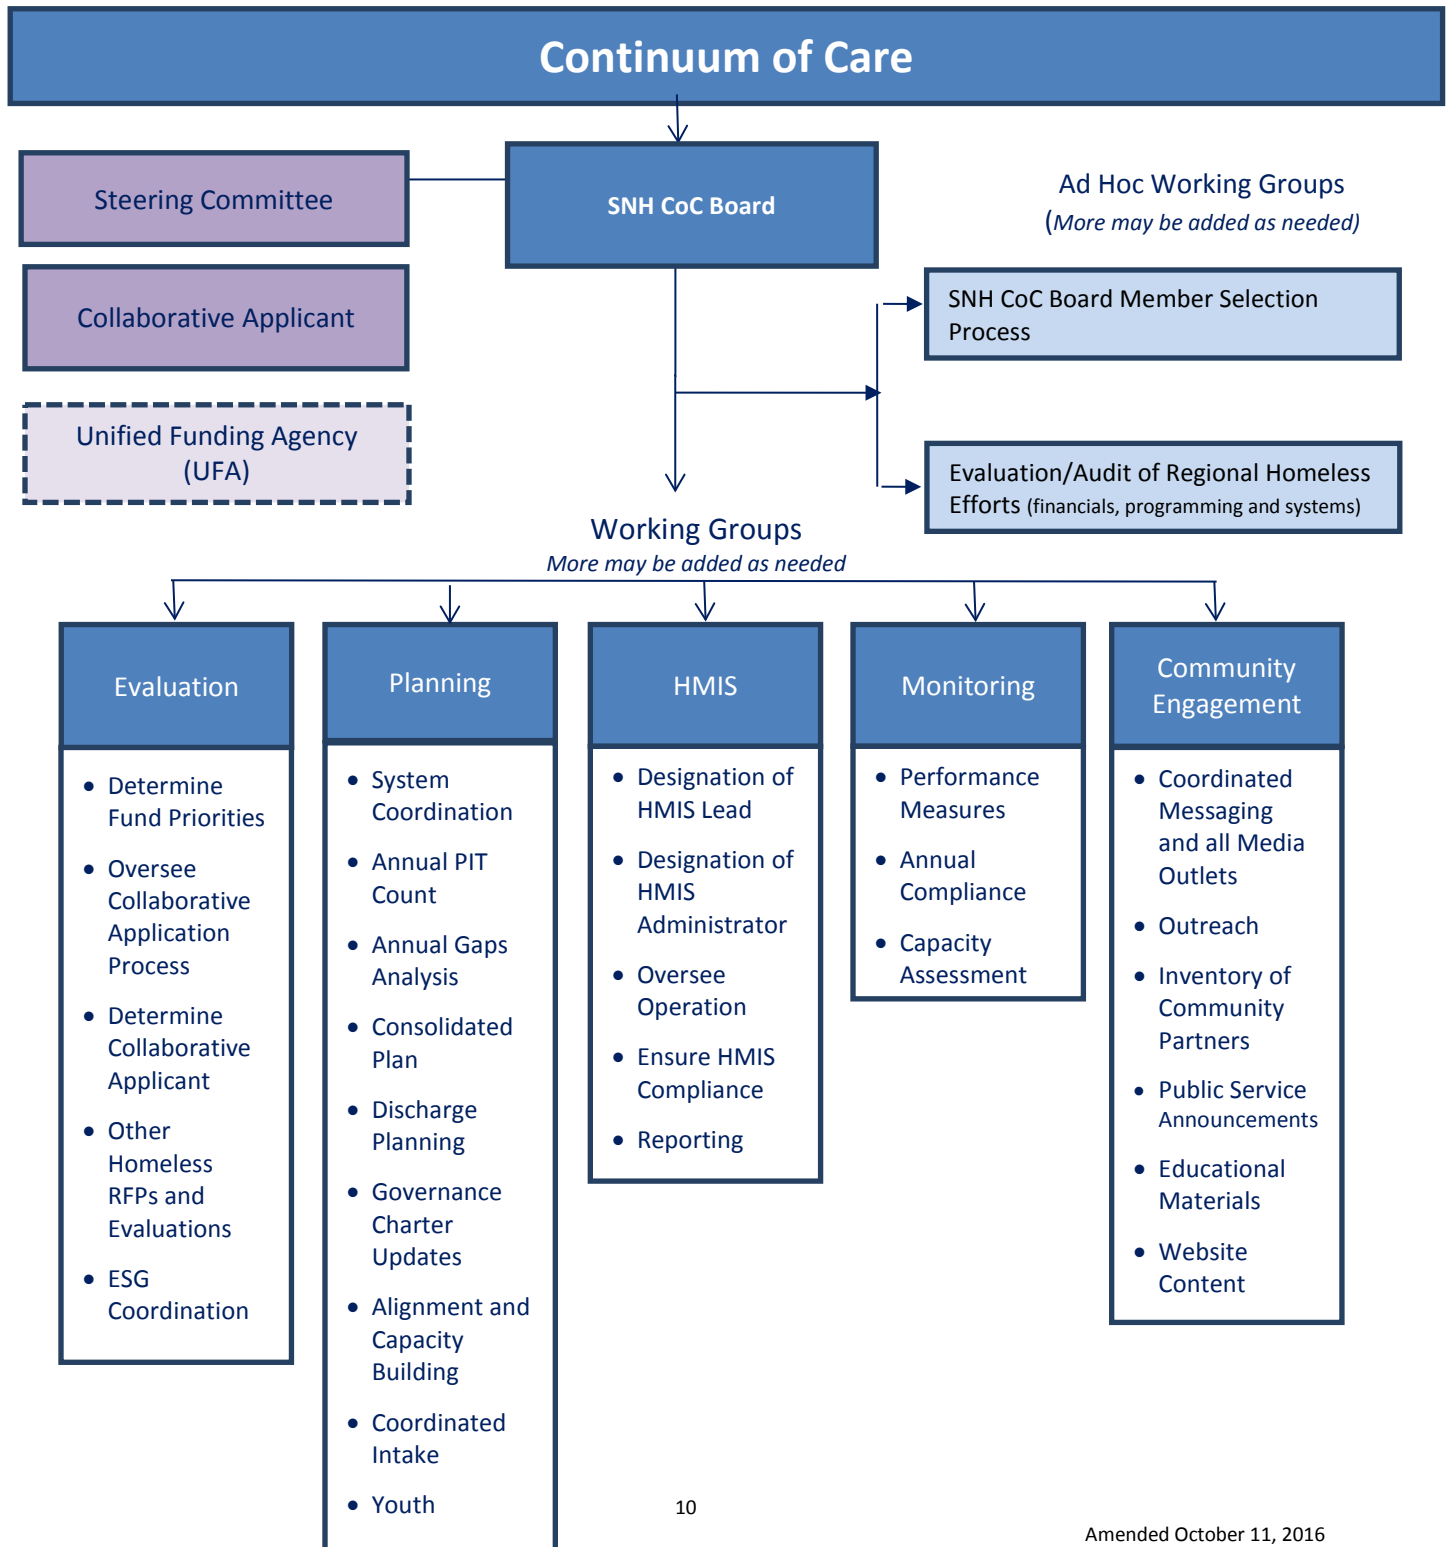 Continuum of Care
Steering Committee
SNH CoC Board
Ad Hoc Working Groups
(More may be added as needed)
Collaborative Applicant
SNH CoC Board Member Selection
Process
Unified Funding Agency
(UFA)
Evaluation/Audit of Regional Homeless
Efforts (financials, programming and systems)
Working Groups
More may be added as needed
Evaluation
• Determine
Fund Priorities
• Oversee
Collaborative
Application
Process
• Determine
Collaborative
Applicant
• Other
Homeless
RFPs and
Evaluations
• ESG
Coordination
Planning
• System
Coordination
• Annual PIT
Count
• Annual Gaps
Analysis
• Consolidated
Plan
• Discharge
Planning
• Governance
Charter
Updates
• Alignment and
Capacity
Building
• Coordinated
Intake
• Youth
HMIS
• Designation of
HMIS Lead
• Designation of
HMIS
Administrator
• Oversee
Operation
• Ensure HMIS
Compliance
• Reporting
Monitoring
• Performance
Measures
• Annual
Compliance
• Capacity
Assessment
Community
Engagement
• Coordinated
Messaging
and all Media
Outlets
• Outreach
• Inventory of
Community
Partners
• Public Service
Announcements
• Educational
Materials
• Website
Content
10
Amended October 11, 2016